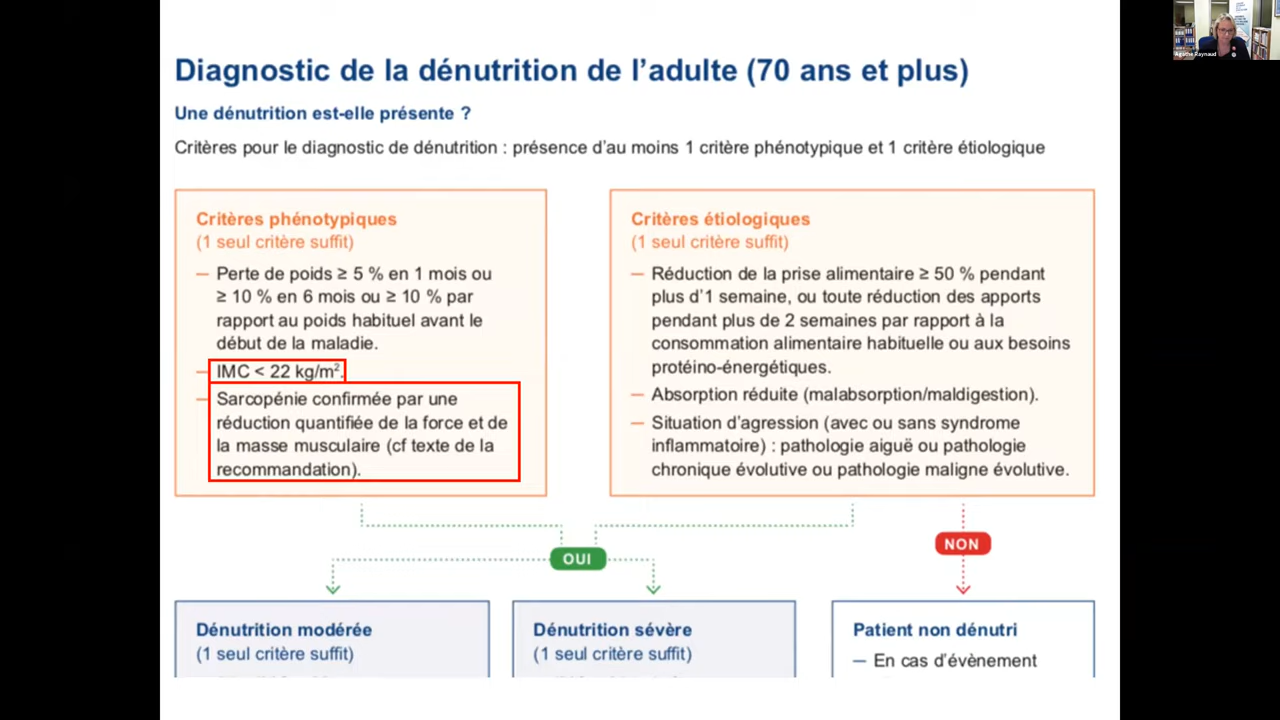 Diagnostic de la dénutrition de l'adulte (70 ans et plus)
Une dénutrition est-elle présente ?
Critères pour le diagnostic de dénutrition : présence d'au moins 1 critère phénotypique et 1 critère étiologique
Critères phénotypiques
(1 seul critère suffit)
— Perte de poids ≥ 5 % en 1 mois ou
≥ 10 % en 6 mois ou ≥ 10 % par
rapport au poids habituel avant le
début de la maladie.
— IMC < 22 kg/m².
— Sarcopénie confirmée par une
réduction quantifiée de la force et de
la masse musculaire (cf texte de la
recommandation).
Critères étiologiques
(1 seul critère suffit)
— Réduction de la prise alimentaire ≥ 50 % pendant
plus d'1 semaine, ou toute réduction des apports
pendant plus de 2 semaines par rapport à la
consommation alimentaire habituelle ou aux besoins
protéino-énergétiques.
— Absorption réduite (malabsorption/maldigestion).
— Situation d'agression (avec ou sans syndrome
inflammatoire) : pathologie aiguë ou pathologie
chronique évolutive ou pathologie maligne évolutive.
OUI
NON
Dénutrition modérée
(1 seul critère suffit)
Dénutrition sévère
(1 seul critère suffit)
Patient non dénutri
— En cas d'évènement
Agathe Raynaud